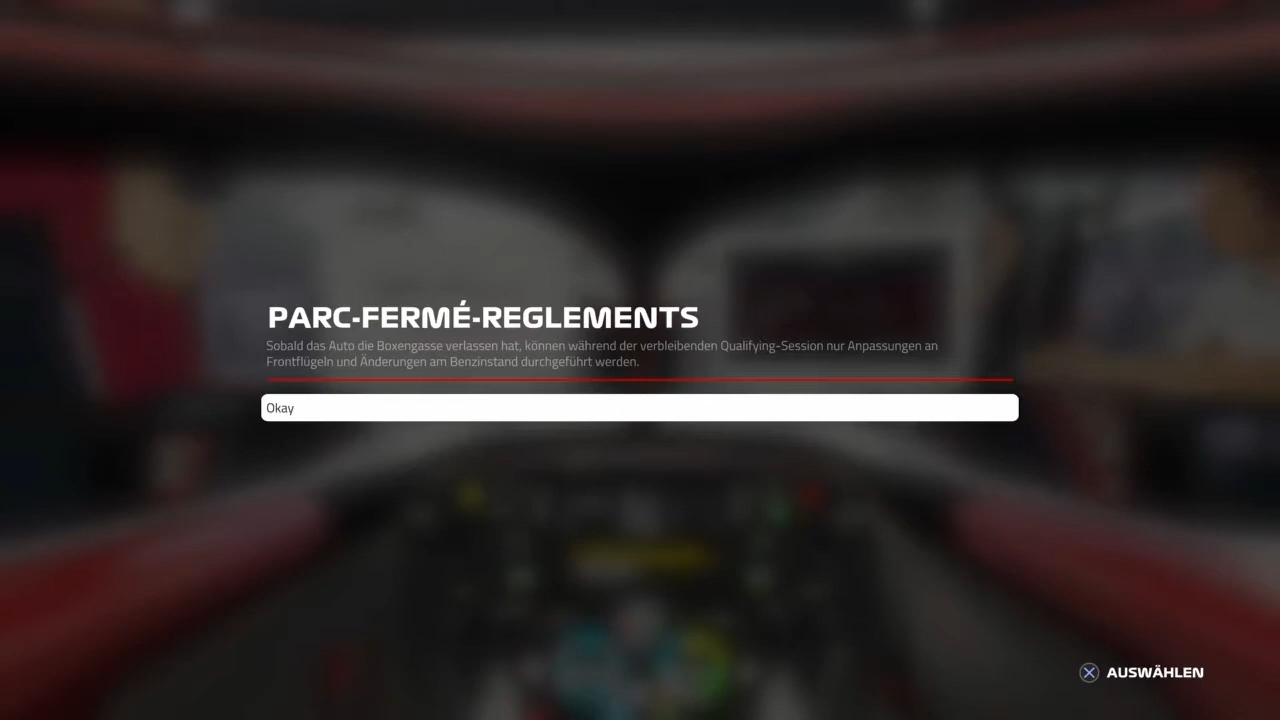 PARC-FERMÉ-REGLEMENTS
Sobald das Auto die Boxengasse verlassen hat, können während der verbleibenden Qualifying-Session nur Anpassungen an
Frontflügeln und Änderungen am Benzinstand durchgeführt werden.
Okay
AUSWÄHLEN